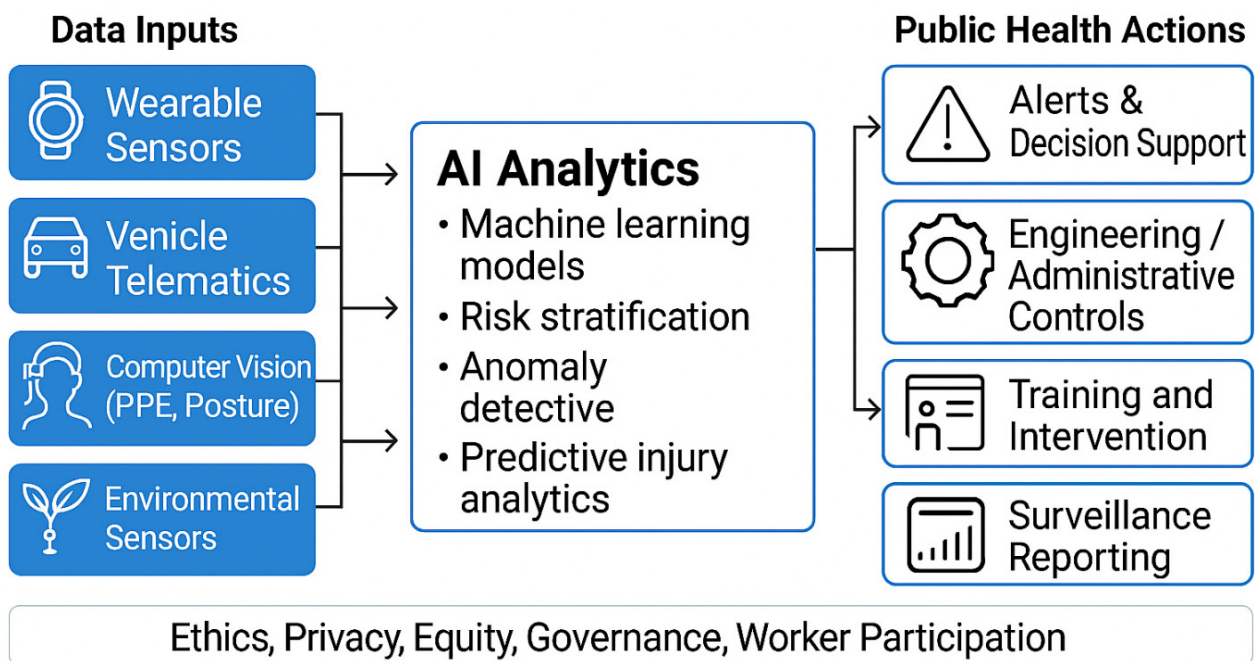 Data Inputs
Wearable
Sensors
Venicle
Telematics
Computer Vision
(PPE, Posture)
Environmental
Sensors
AI Analytics
• Machine learning
models
• Risk stratification
• Anomaly
detective
• Predictive injury
analytics
Public Health Actions
Alerts &
Decision Support
Engineering /
Administrative
Controls
Training and
Intervention
Surveillance
Reporting
Ethics, Privacy, Equity, Governance, Worker Participation